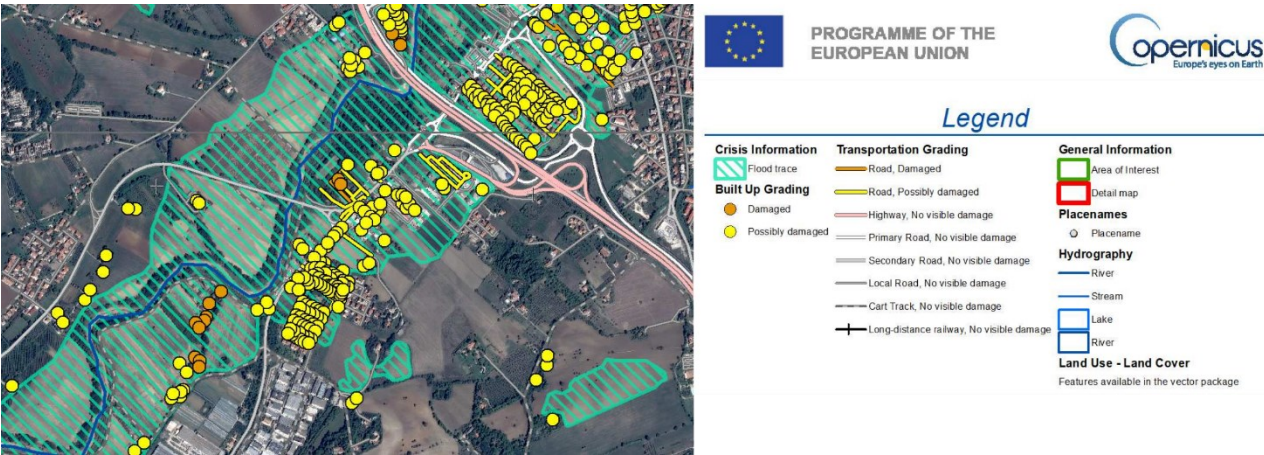 PROGRAMME OF THE
EUROPEAN UNION
opernicus
Europe's eyes on Earth
Legend
Crisis Information
Flood trace
Built Up Grading
Damaged
Possibly damaged
Transportation Grading
Road, Damaged
Road, Possibly damaged
Highway, No visible damage
Primary Road, No visible damage
Secondary Road, No visible damage
Local Road, No visible damage
Cart Track, No visible damage
Long-distance railway, No visible damage
General Information
Area of Interest
Detail map
Placenames
Placename
Hydrography
River
Stream
Lake
River
Land Use - Land Cover
Features available in the vector package